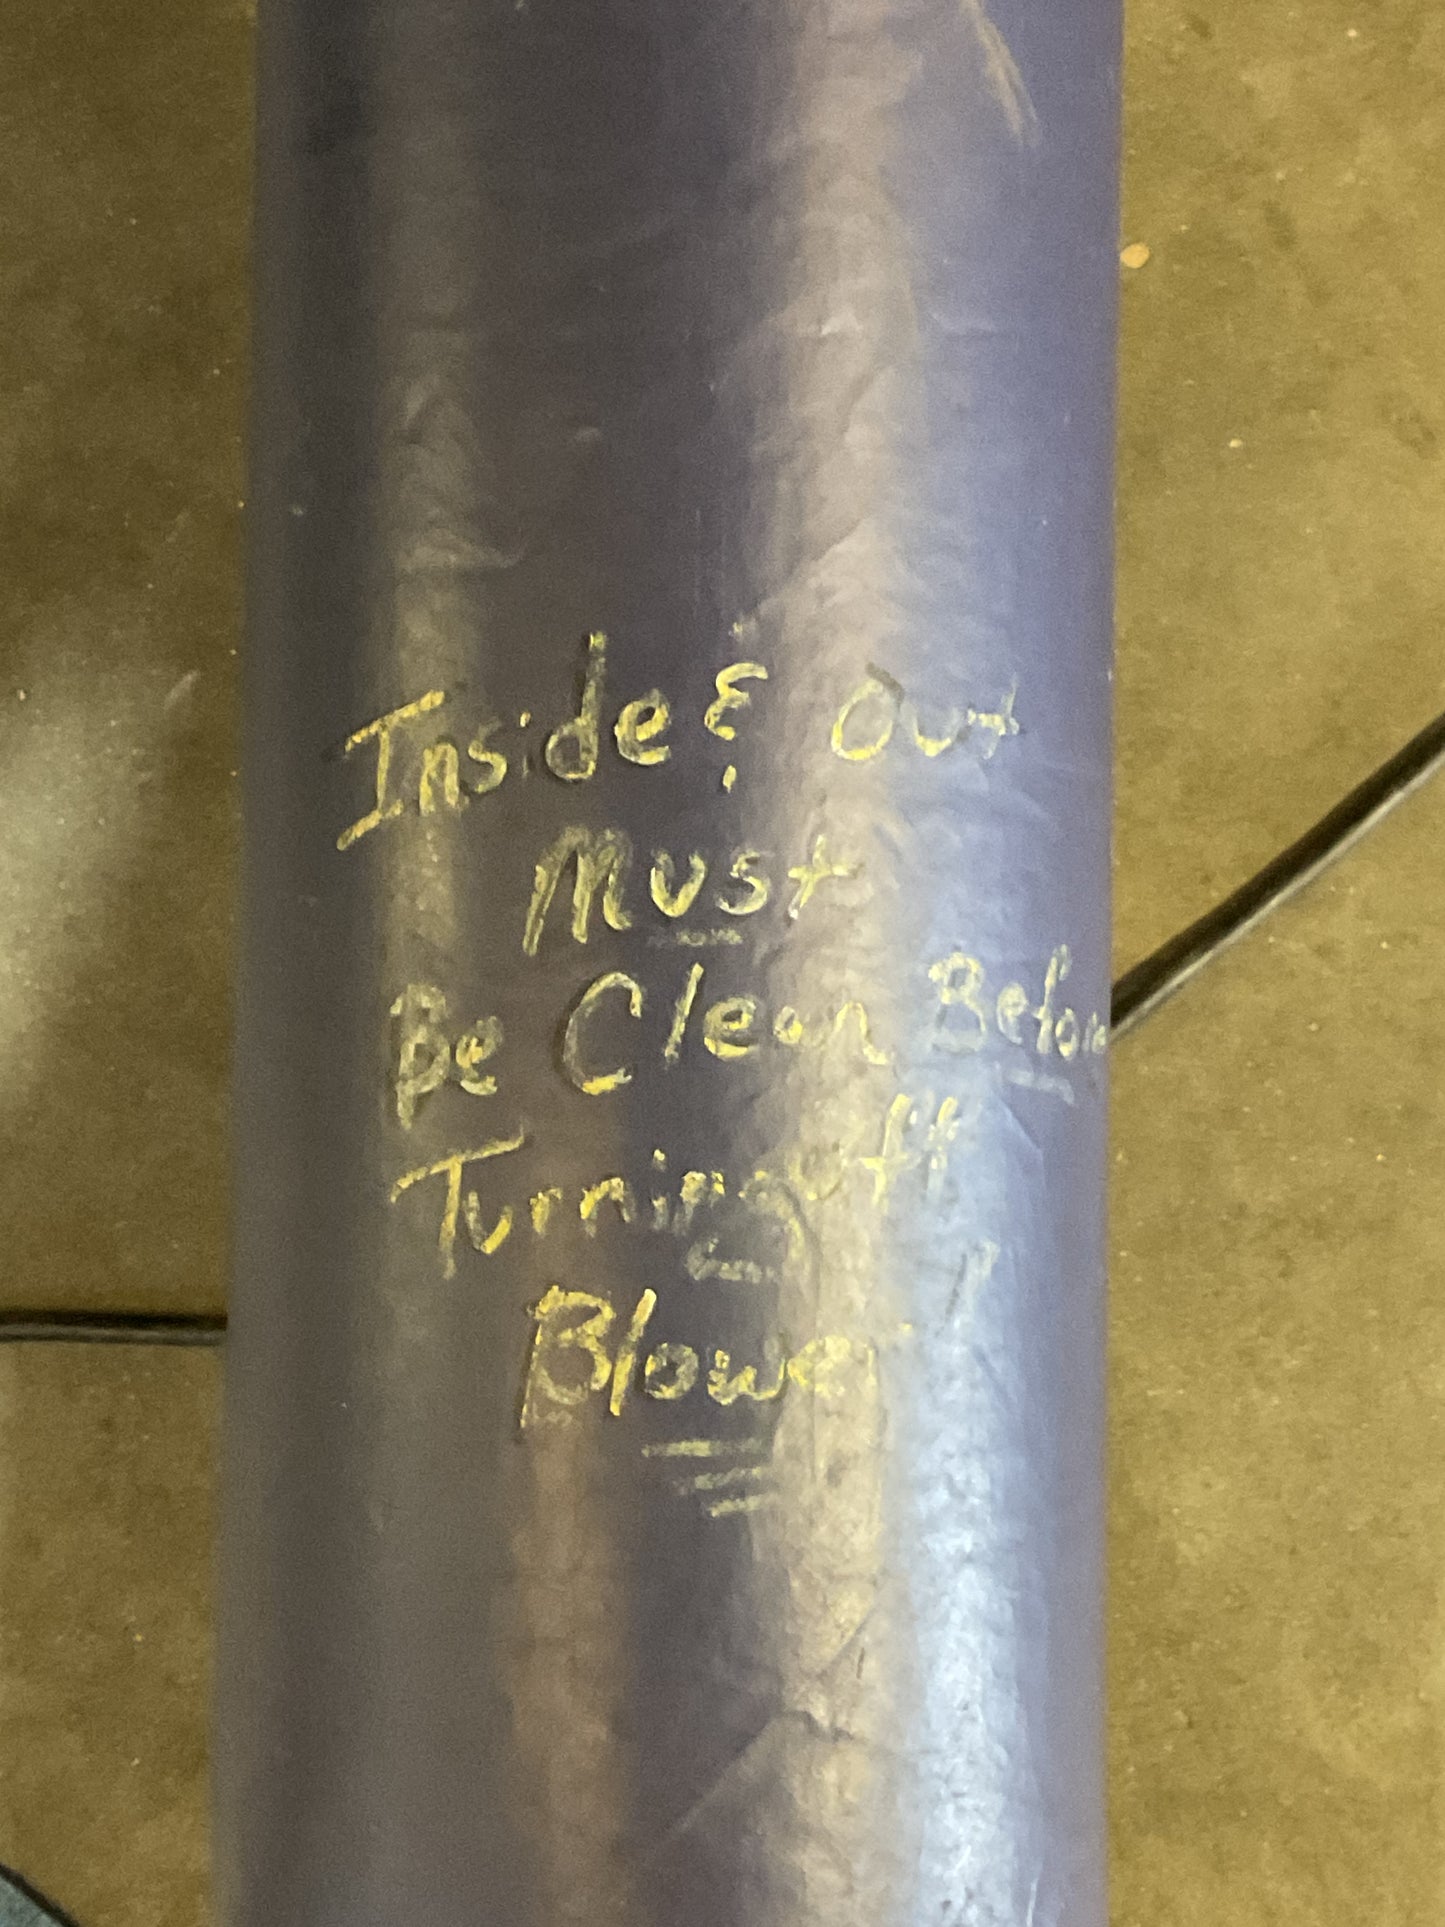 Inside & Out
Must
Be Clean Before
Turning off
Blower